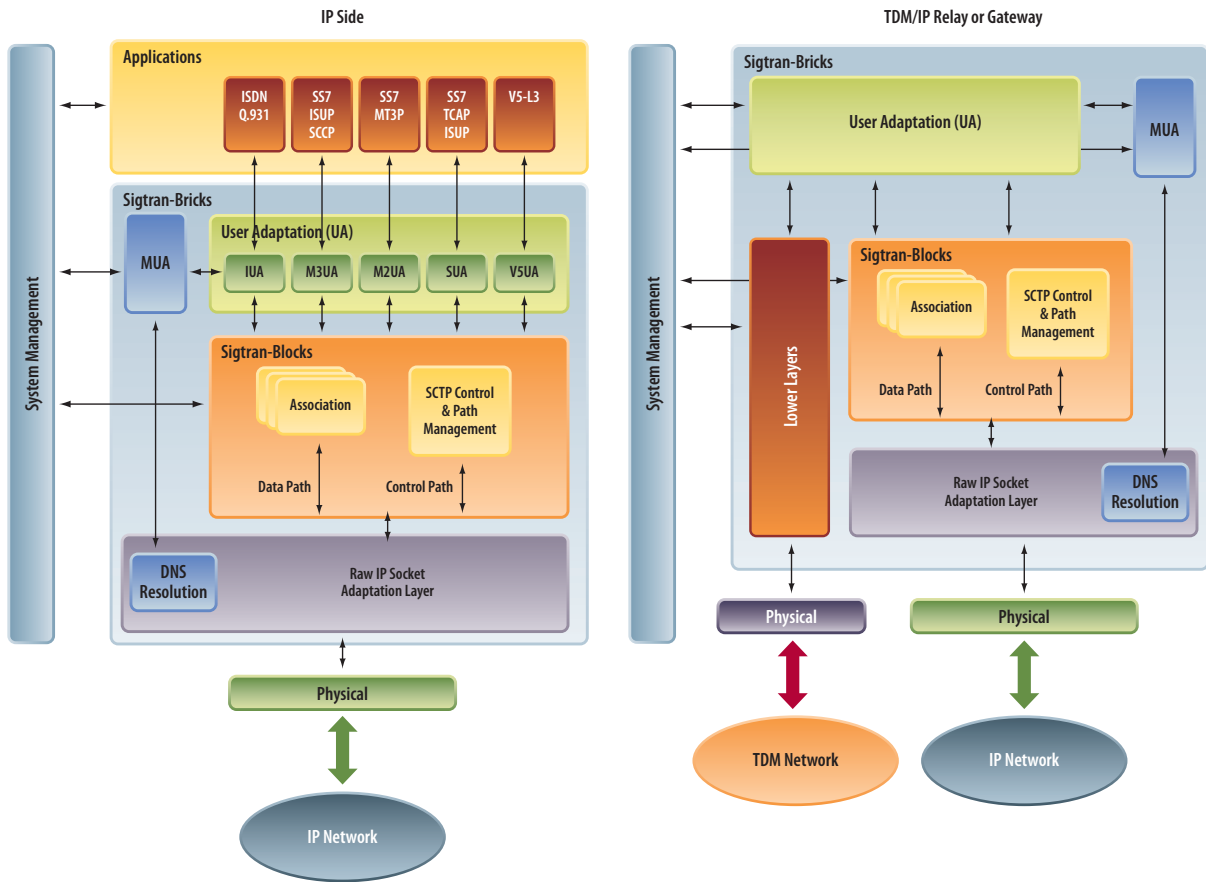 IP Side
System Management
Applications
ISDN
Q.931
SS7
ISUP
SCCP
SS7
MT3P
SS7
TCAP
ISUP
V5-L3
Sigtran-Bricks
MUA
User Adaptation (UA)
IUA
M3UA
M2UA
SUA
V5UA
Sigtran-Blocks
Association
SCTP Control
& Path
Management
Data Path
Control Path
DNS
Resolution
Raw IP Socket
Adaptation Layer
Physical
IP Network
TDM/IP Relay or Gateway
System Management
Sigtran-Bricks
User Adaptation (UA)
MUA
Lower Layers
Sigtran-Blocks
Association
SCTP Control
& Path
Management
Data Path
Control Path
Raw IP Socket
Adaptation Layer
DNS
Resolution
Physical
Physical
TDM Network
IP Network